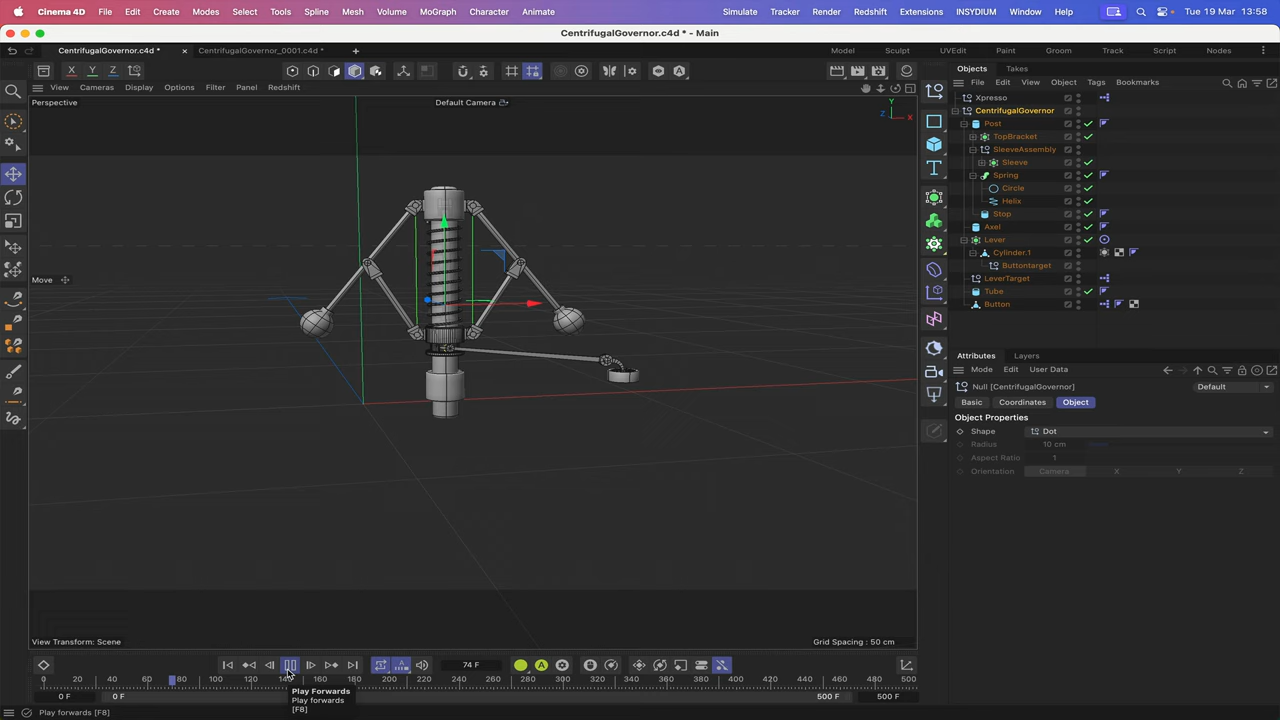 Cinema 4D File Edit Create Modes Select Tools Spline Mesh Volume MoGraph Character Animate Simulate Tracker Render Redshift Extensions INSYDIUM Window Help Tue 19 Mar 13:58
CentrifugalGovernor.c4d * - Main
CentrifugalGovernor.c4d * CentrifugalGovernor_0001.c4d * Model Sculpt UVEdit Paint Groom Track Script Nodes
X Y Z
Objects Takes
View Cameras Display Options Filter Panel Redshift
File Edit View Object Tags Bookmarks
Perspective Default Camera
Y
Z X
Xpresso
CentrifugalGovernor
Post
TopBracket
SleeveAssembly
Sleeve
Spring
Circle
Helix
Stop
Axel
Lever
Cylinder.1
Buttontarget
LeverTarget
Tube
Button
Move
Attributes Layers
Mode Edit User Data
Null [CentrifugalGovernor] Default
Basic Coordinates Object
Object Properties
Shape Dot
Radius 10 cm
Aspect Ratio 1
Orientation Camera X Y Z
View Transform: Scene Grid Spacing : 50 cm
74 F
0 20 40 60 80 100 120 140 160 180 200 220 240 260 280 300 320 340 360 380 400 420 440 460 480 500
0 F 0 F 500 F 500 F
Play Forwards
Play forwards
[F8]
Play forwards [F8]